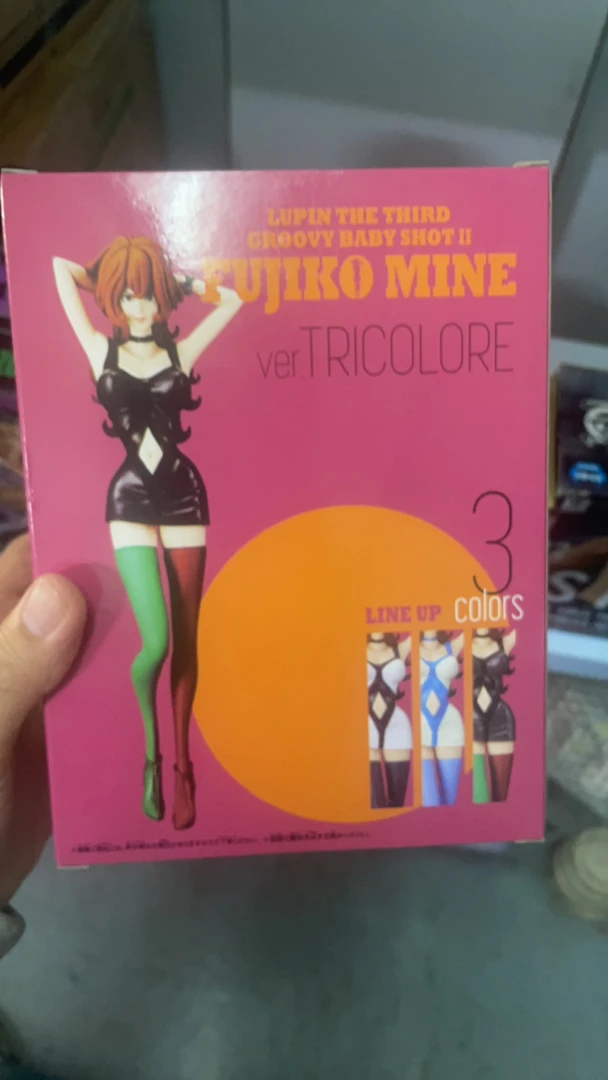 LUPIN THE THIRD
GROOVY BABY SHOT II
FUJIKO MINE
ver.TRICOLORE
3
colors
LINE UP